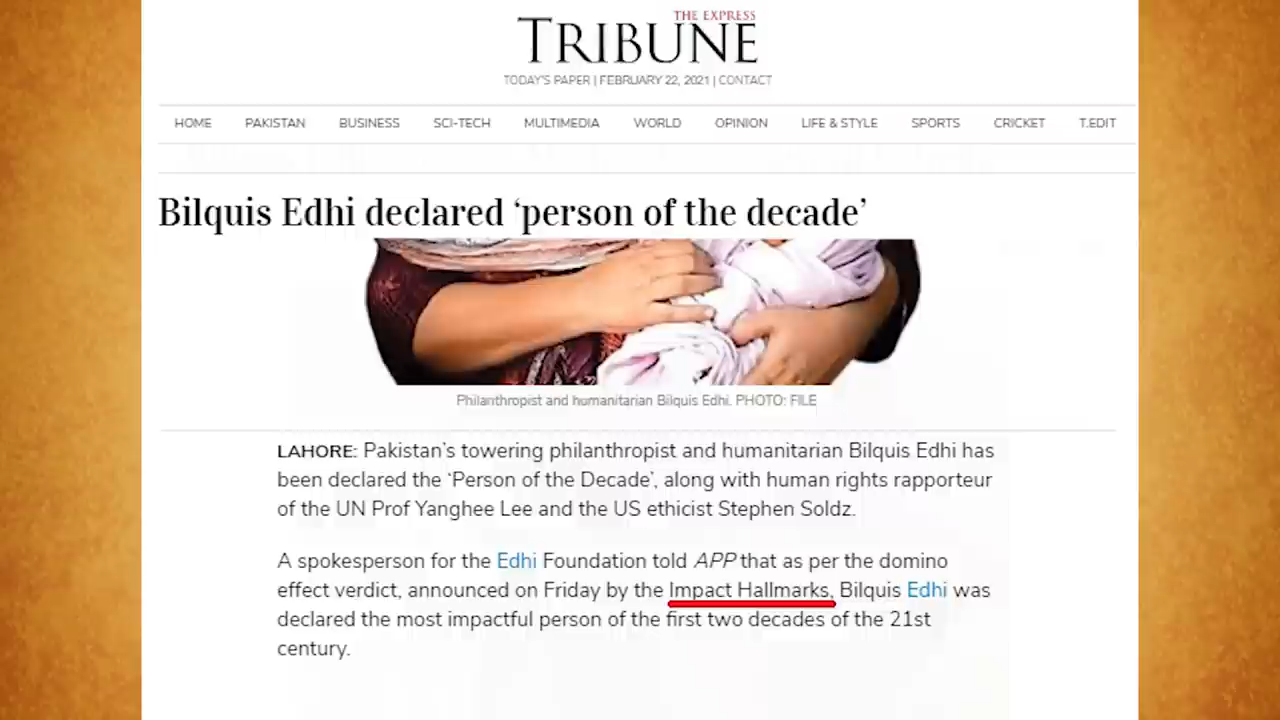 THE EXPRESS
TRIBUNE
TODAY'S PAPER | FEBRUARY 22, 2021 | CONTACT
HOME PAKISTAN BUSINESS SCI-TECH MULTIMEDIA WORLD OPINION LIFE & STYLE SPORTS CRICKET T.EDIT
Bilquis Edhi declared ‘person of the decade’
Philanthropist and humanitarian Bilquis Edhi. PHOTO: FILE
LAHORE: Pakistan’s towering philanthropist and humanitarian Bilquis Edhi has
been declared the ‘Person of the Decade’, along with human rights rapporteur
of the UN Prof Yanghee Lee and the US ethicist Stephen Soldz.
A spokesperson for the Edhi Foundation told APP that as per the domino
effect verdict, announced on Friday by the Impact Hallmarks, Bilquis Edhi was
declared the most impactful person of the first two decades of the 21st
century.